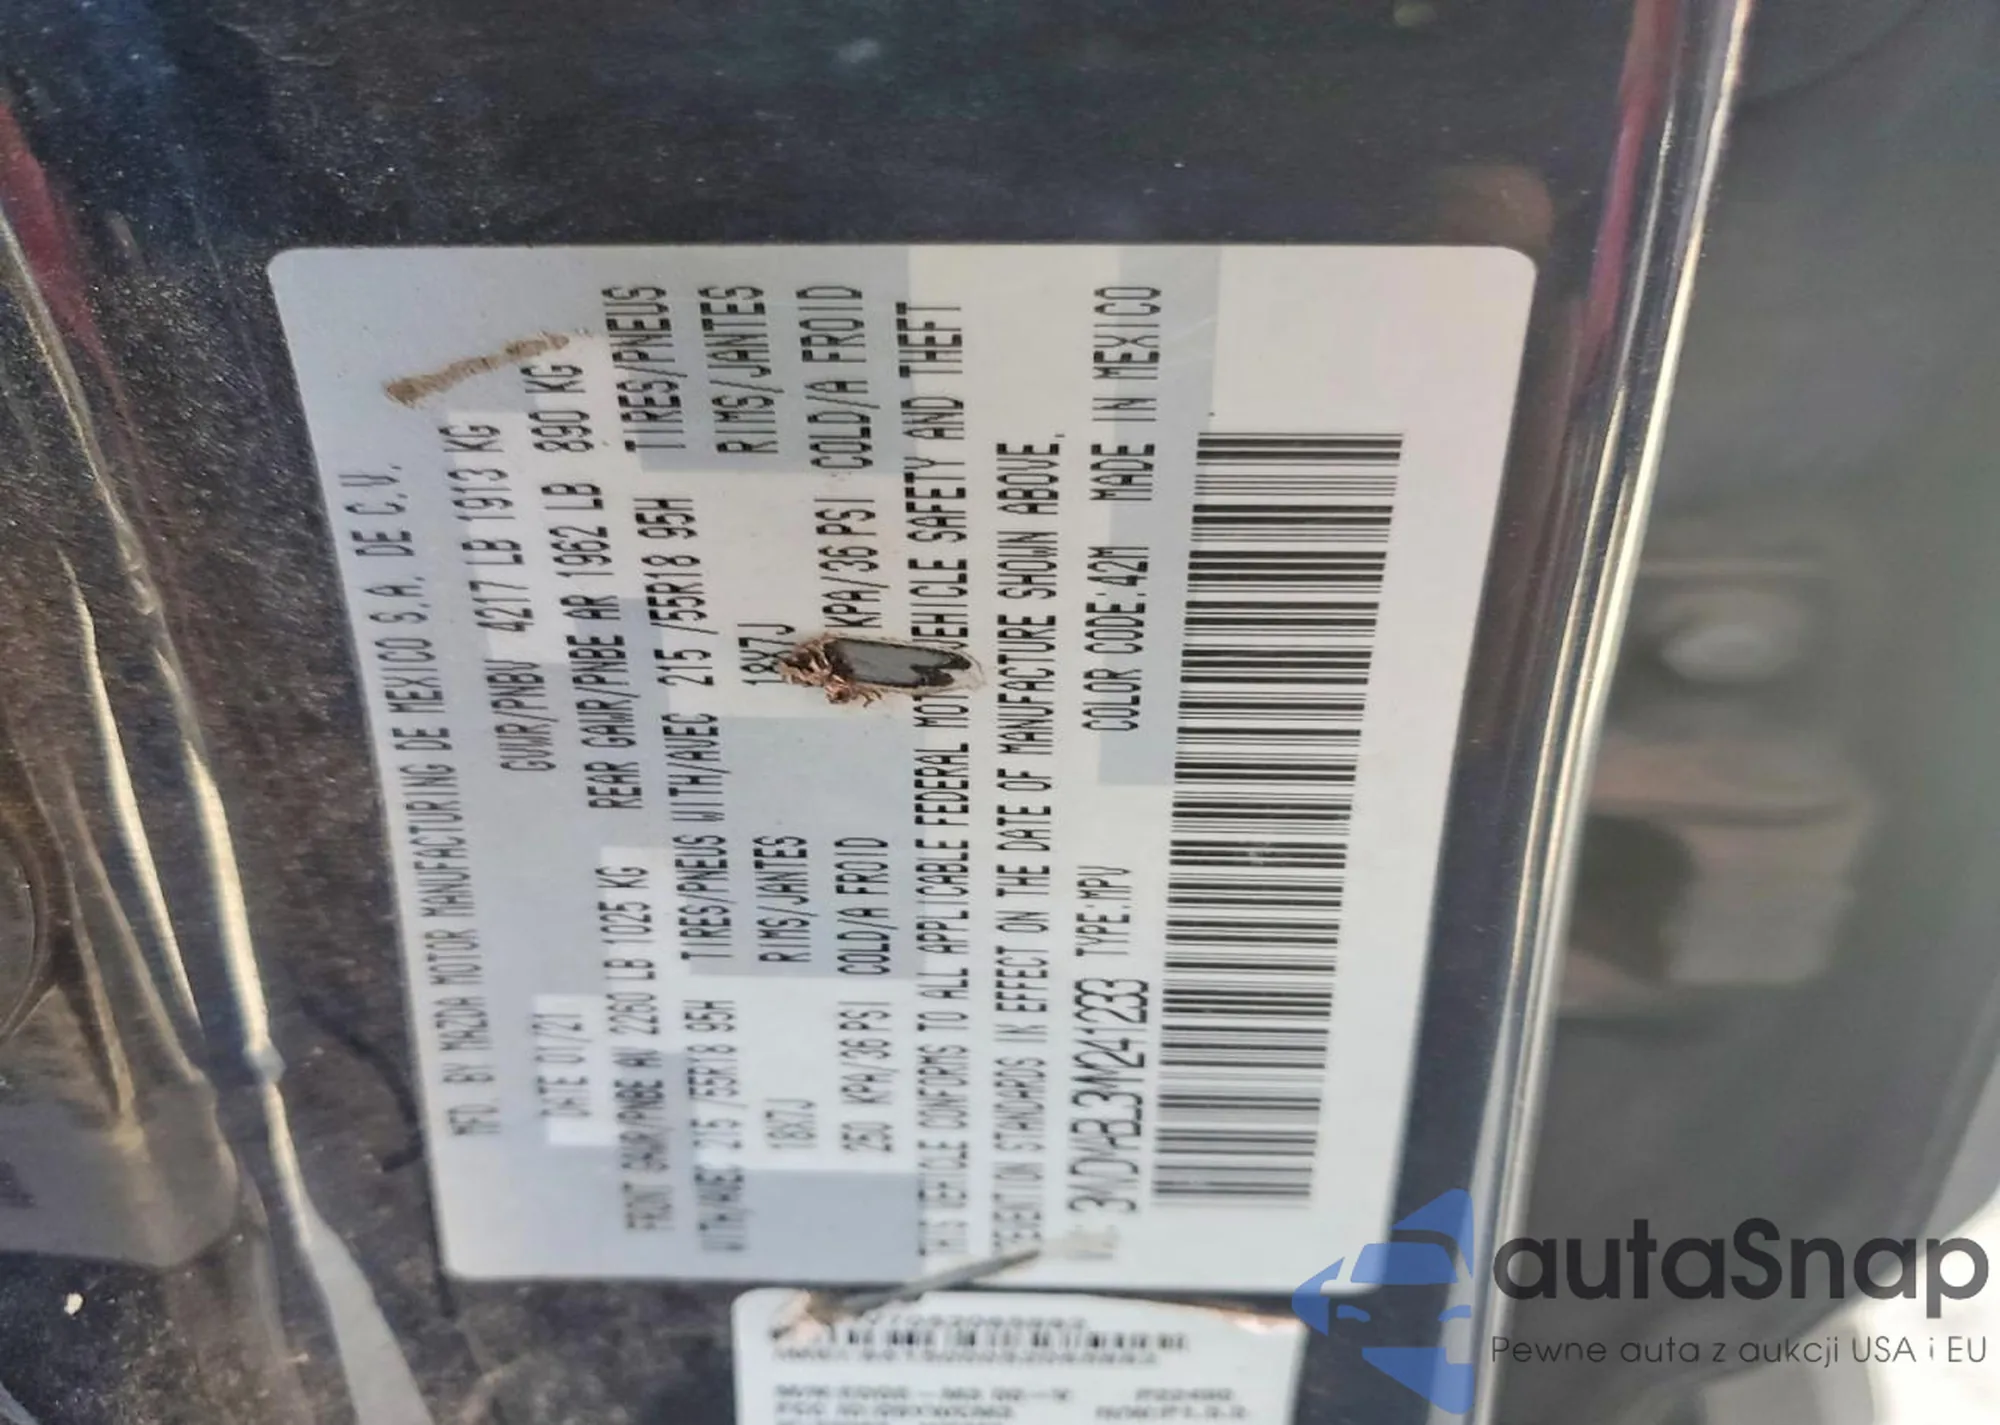 MFD. BY MAZDA MOTOR MANUFACTURING DE MEXICO S.A. DE C.V.
DATE 01/21 GVWR/PNBV 4217 LB 1913 KG
FRONT GAWR/PNBE AV 2260 LB 1025 KG REAR GAWR/PNBE AR 1962 LB 890 KG
WITH/AVEC 215 /55R18 95H TIRES/PNEUS WITH/AVEC 215 /55R18 95H TIRES/PNEUS
18X7J RIMS/JANTES 18X7J RIMS/JANTES
250 KPA/36 PSI COLD/A FROID KPA/36 PSI COLD/A FROID
THIS VEHICLE CONFORMS TO ALL APPLICABLE FEDERAL MOT VEHICLE SAFETY AND THEFT
PREVENTION STANDARDS IN EFFECT ON THE DATE OF MANUFACTURE SHOWN ABOVE.
3MVDABL3MM241233 TYPE:MPV COLOR CODE:42M MADE IN MEXICO
autaSnap
Pewne auta z aukcji USA i EU